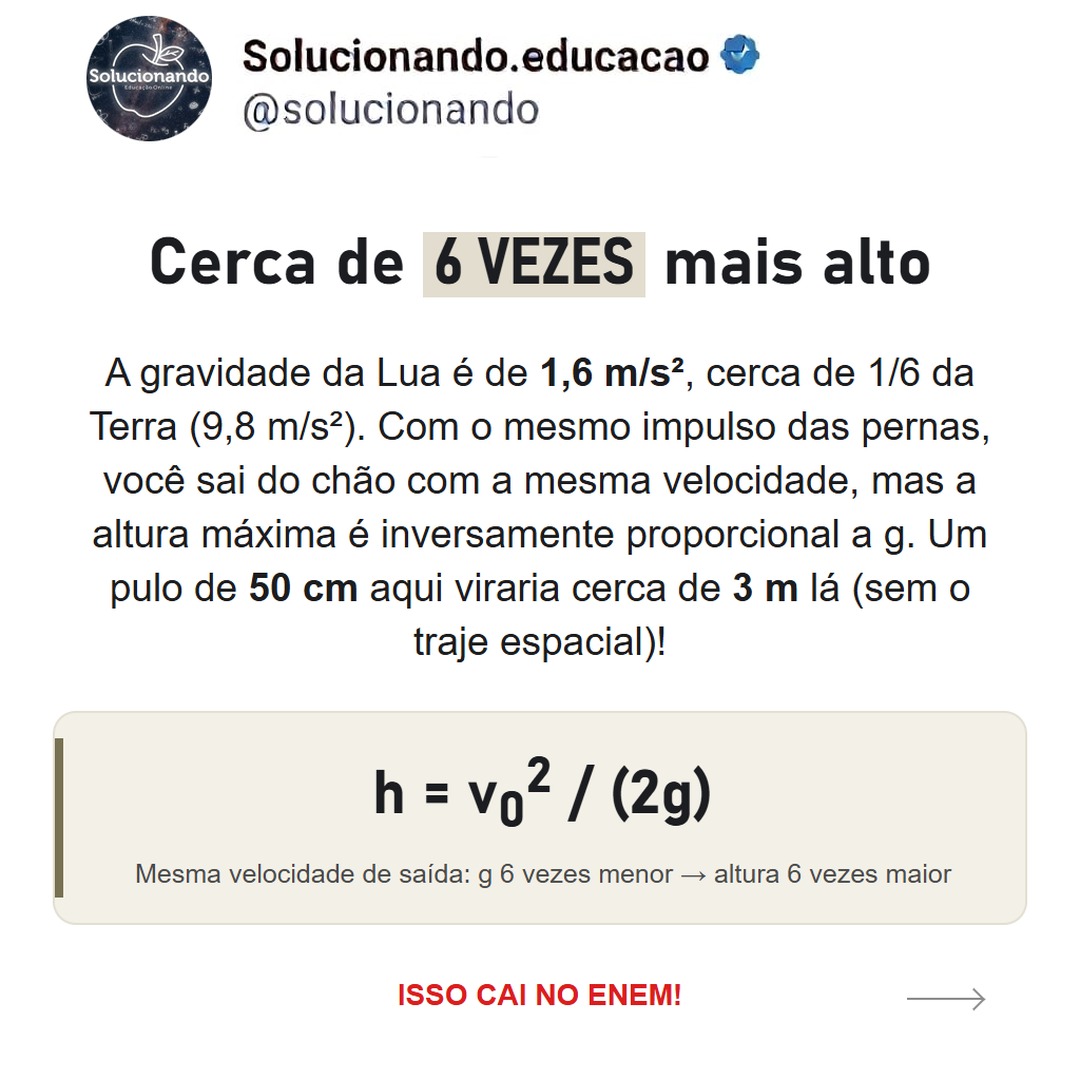 Solucionando
Educação Online
Solucionando.educacao
@solucionando
Cerca de 6 VEZES mais alto
A gravidade da Lua é de 1,6 m/s², cerca de 1/6 da
Terra (9,8 m/s²). Com o mesmo impulso das pernas,
você sai do chão com a mesma velocidade, mas a
altura máxima é inversamente proporcional a g. Um
pulo de 50 cm aqui viraria cerca de 3 m lá (sem o
traje espacial)!
h = v₀² / (2g)
Mesma velocidade de saída: g 6 vezes menor → altura 6 vezes maior
ISSO CAI NO ENEM!